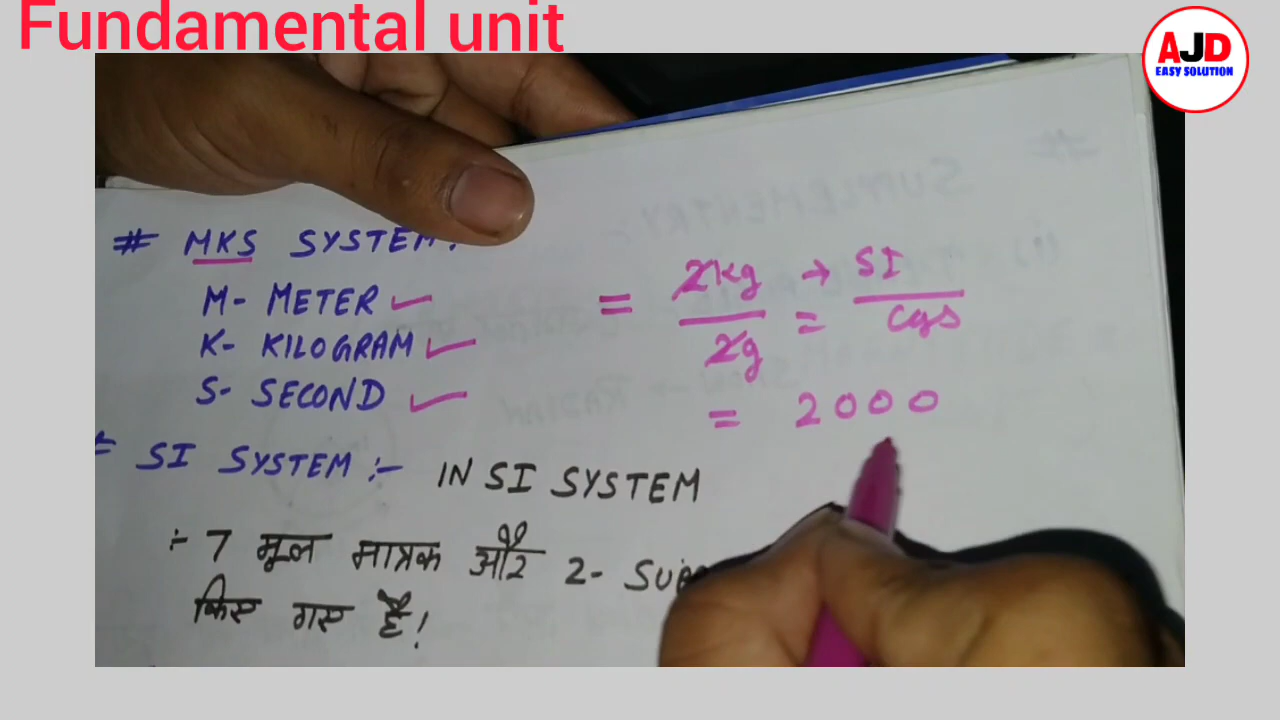 Fundamental unit
AJD
EASY SOLUTION
# MKS SYSTEM:
M- METER ✓
K- KILOGRAM ✓
S- SECOND ✓
= 2kg → SI
2g = cgs
= 2000
SI SYSTEM :- IN SI SYSTEM
:- 7 मूल मात्रक और 2-
किए गए है!